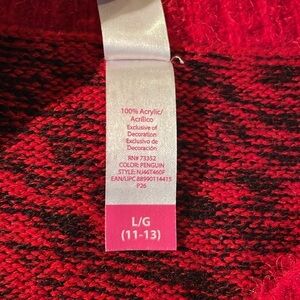 100% Acrylic/
Acrílico
Exclusive of
Decoration
Exclusivo de
Decoración
RN# 73352
COLOR: PENGUIN
STYLE: NJ46T460F
EAN/UPC 88590114415
P26
L/G
(11-13)